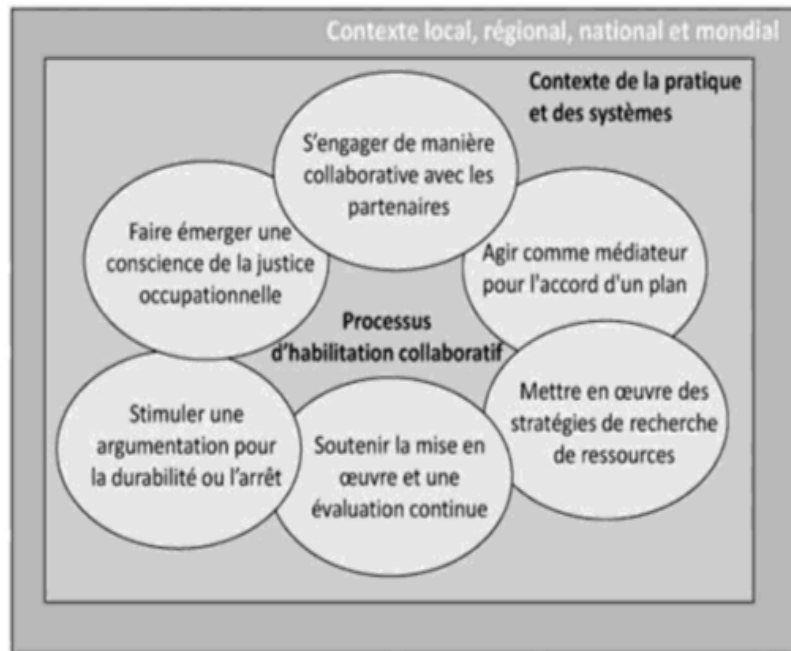 Contexte local, régional, national et mondial
Contexte de la pratique
et des systèmes
S'engager de manière
collaborative avec les
partenaires
Faire émerger une
conscience de la justice
occupationnelle
Agir comme médiateur
pour l'accord d'un plan
Processus
d'habilitation collaboratif
Mettre en œuvre des
stratégies de recherche
de ressources
Stimuler une
argumentation pour
la durabilité ou l'arrêt
Soutenir la mise en
œuvre et une
évaluation continue